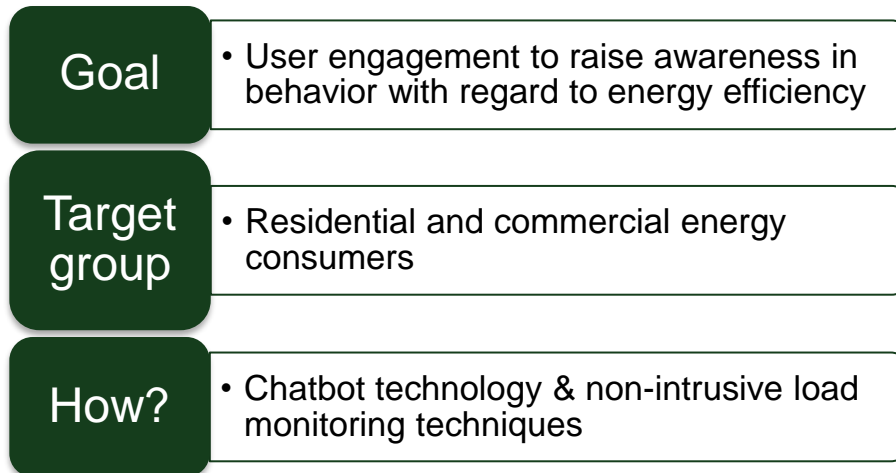 Goal
• User engagement to raise awareness in
behavior with regard to energy efficiency
Target
group
• Residential and commercial energy
consumers
How?
• Chatbot technology & non-intrusive load
monitoring techniques